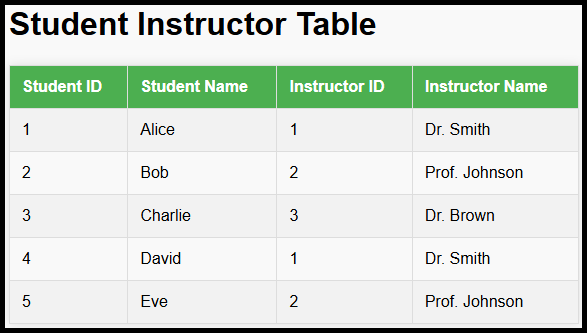 Student Instructor Table
Student ID Student Name Instructor ID Instructor Name
1 Alice 1 Dr. Smith
2 Bob 2 Prof. Johnson
3 Charlie 3 Dr. Brown
4 David 1 Dr. Smith
5 Eve 2 Prof. Johnson